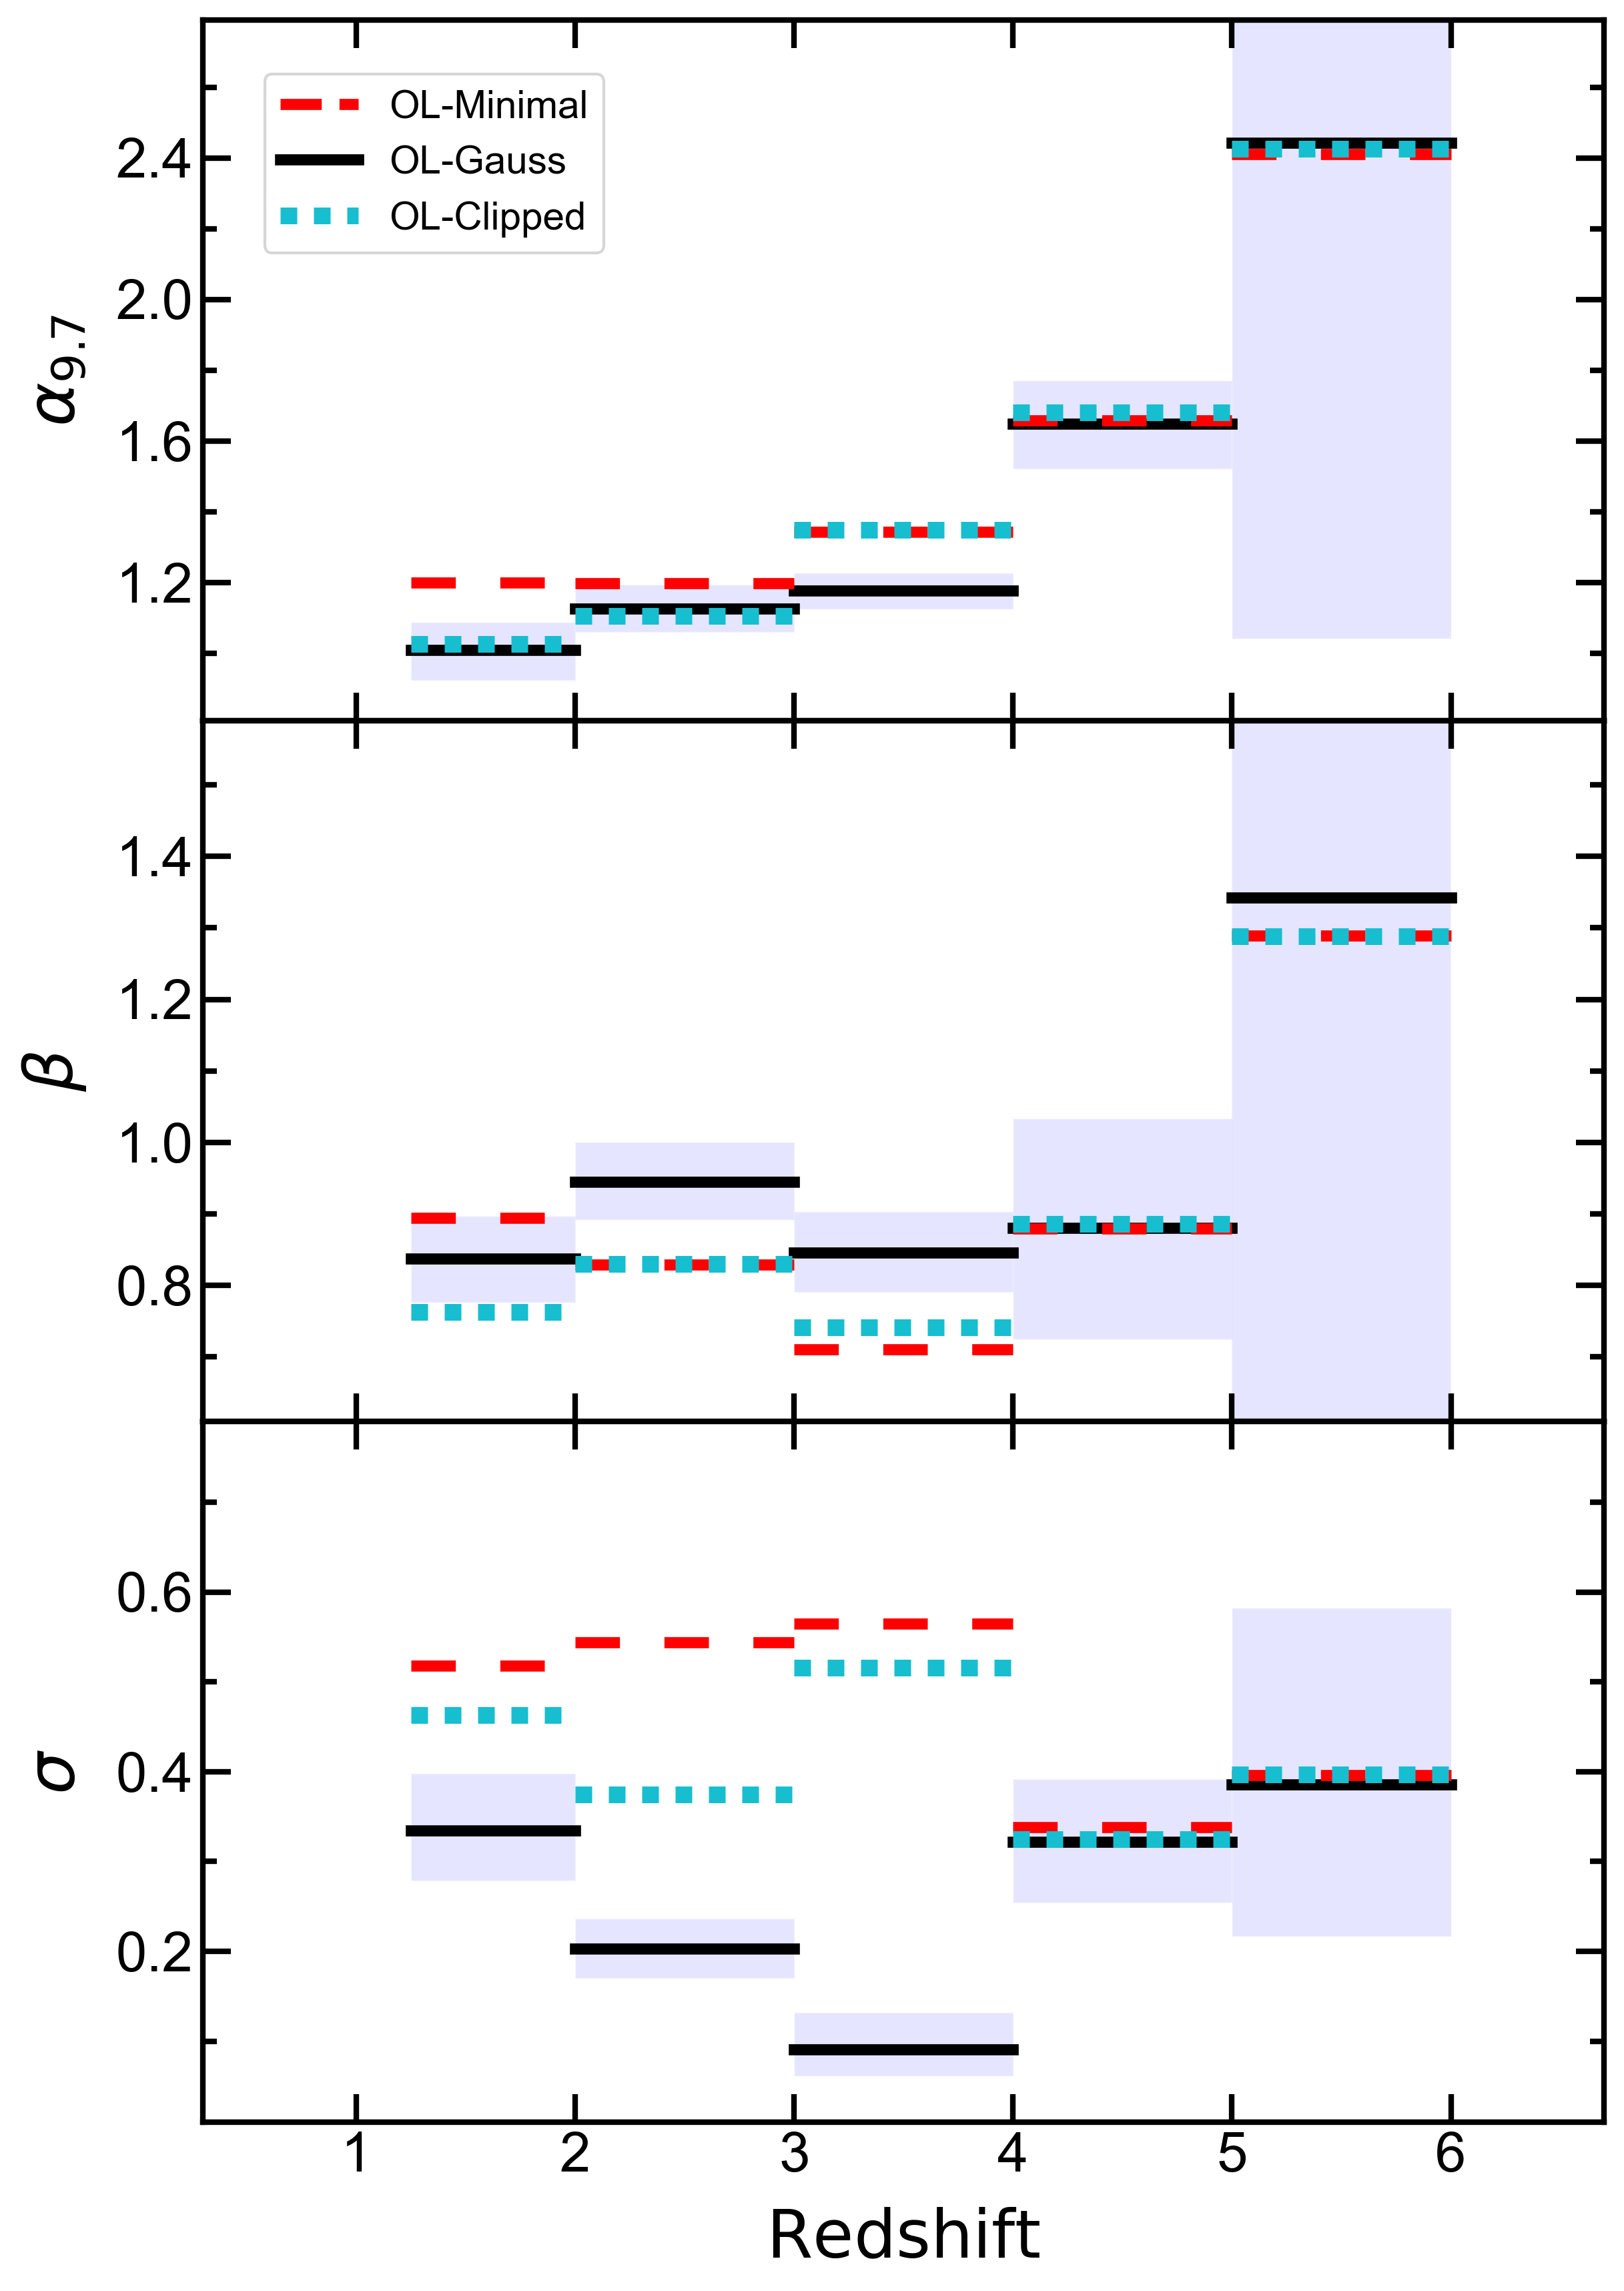 OL-Minimal
OL-Gauss
OL-Clipped
2.4
2.0
1.6
1.2
α9.7
1.4
1.2
1.0
0.8
β
0.6
0.4
0.2
σ
1 2 3 4 5 6
Redshift